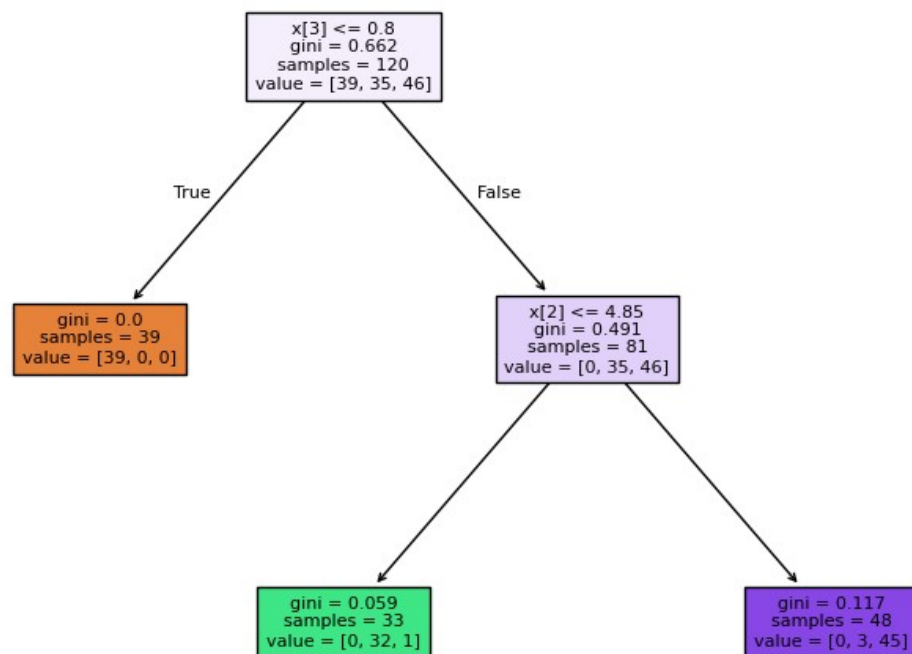 x[3] <= 0.8
gini = 0.662
samples = 120
value = [39, 35, 46]
True
False
gini = 0.0
samples = 39
value = [39, 0, 0]
x[2] <= 4.85
gini = 0.491
samples = 81
value = [0, 35, 46]
gini = 0.059
samples = 33
value = [0, 32, 1]
gini = 0.117
samples = 48
value = [0, 3, 45]